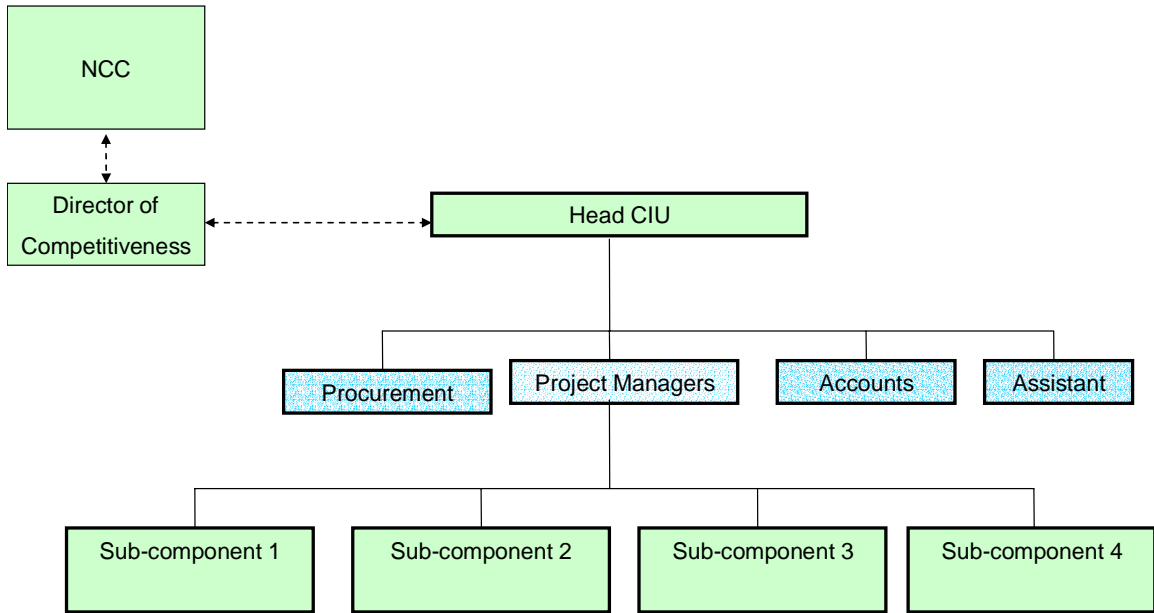 NCC
Director of
Competitiveness
Head CIU
Procurement
Project Managers
Accounts
Assistant
Sub-component 1
Sub-component 2
Sub-component 3
Sub-component 4